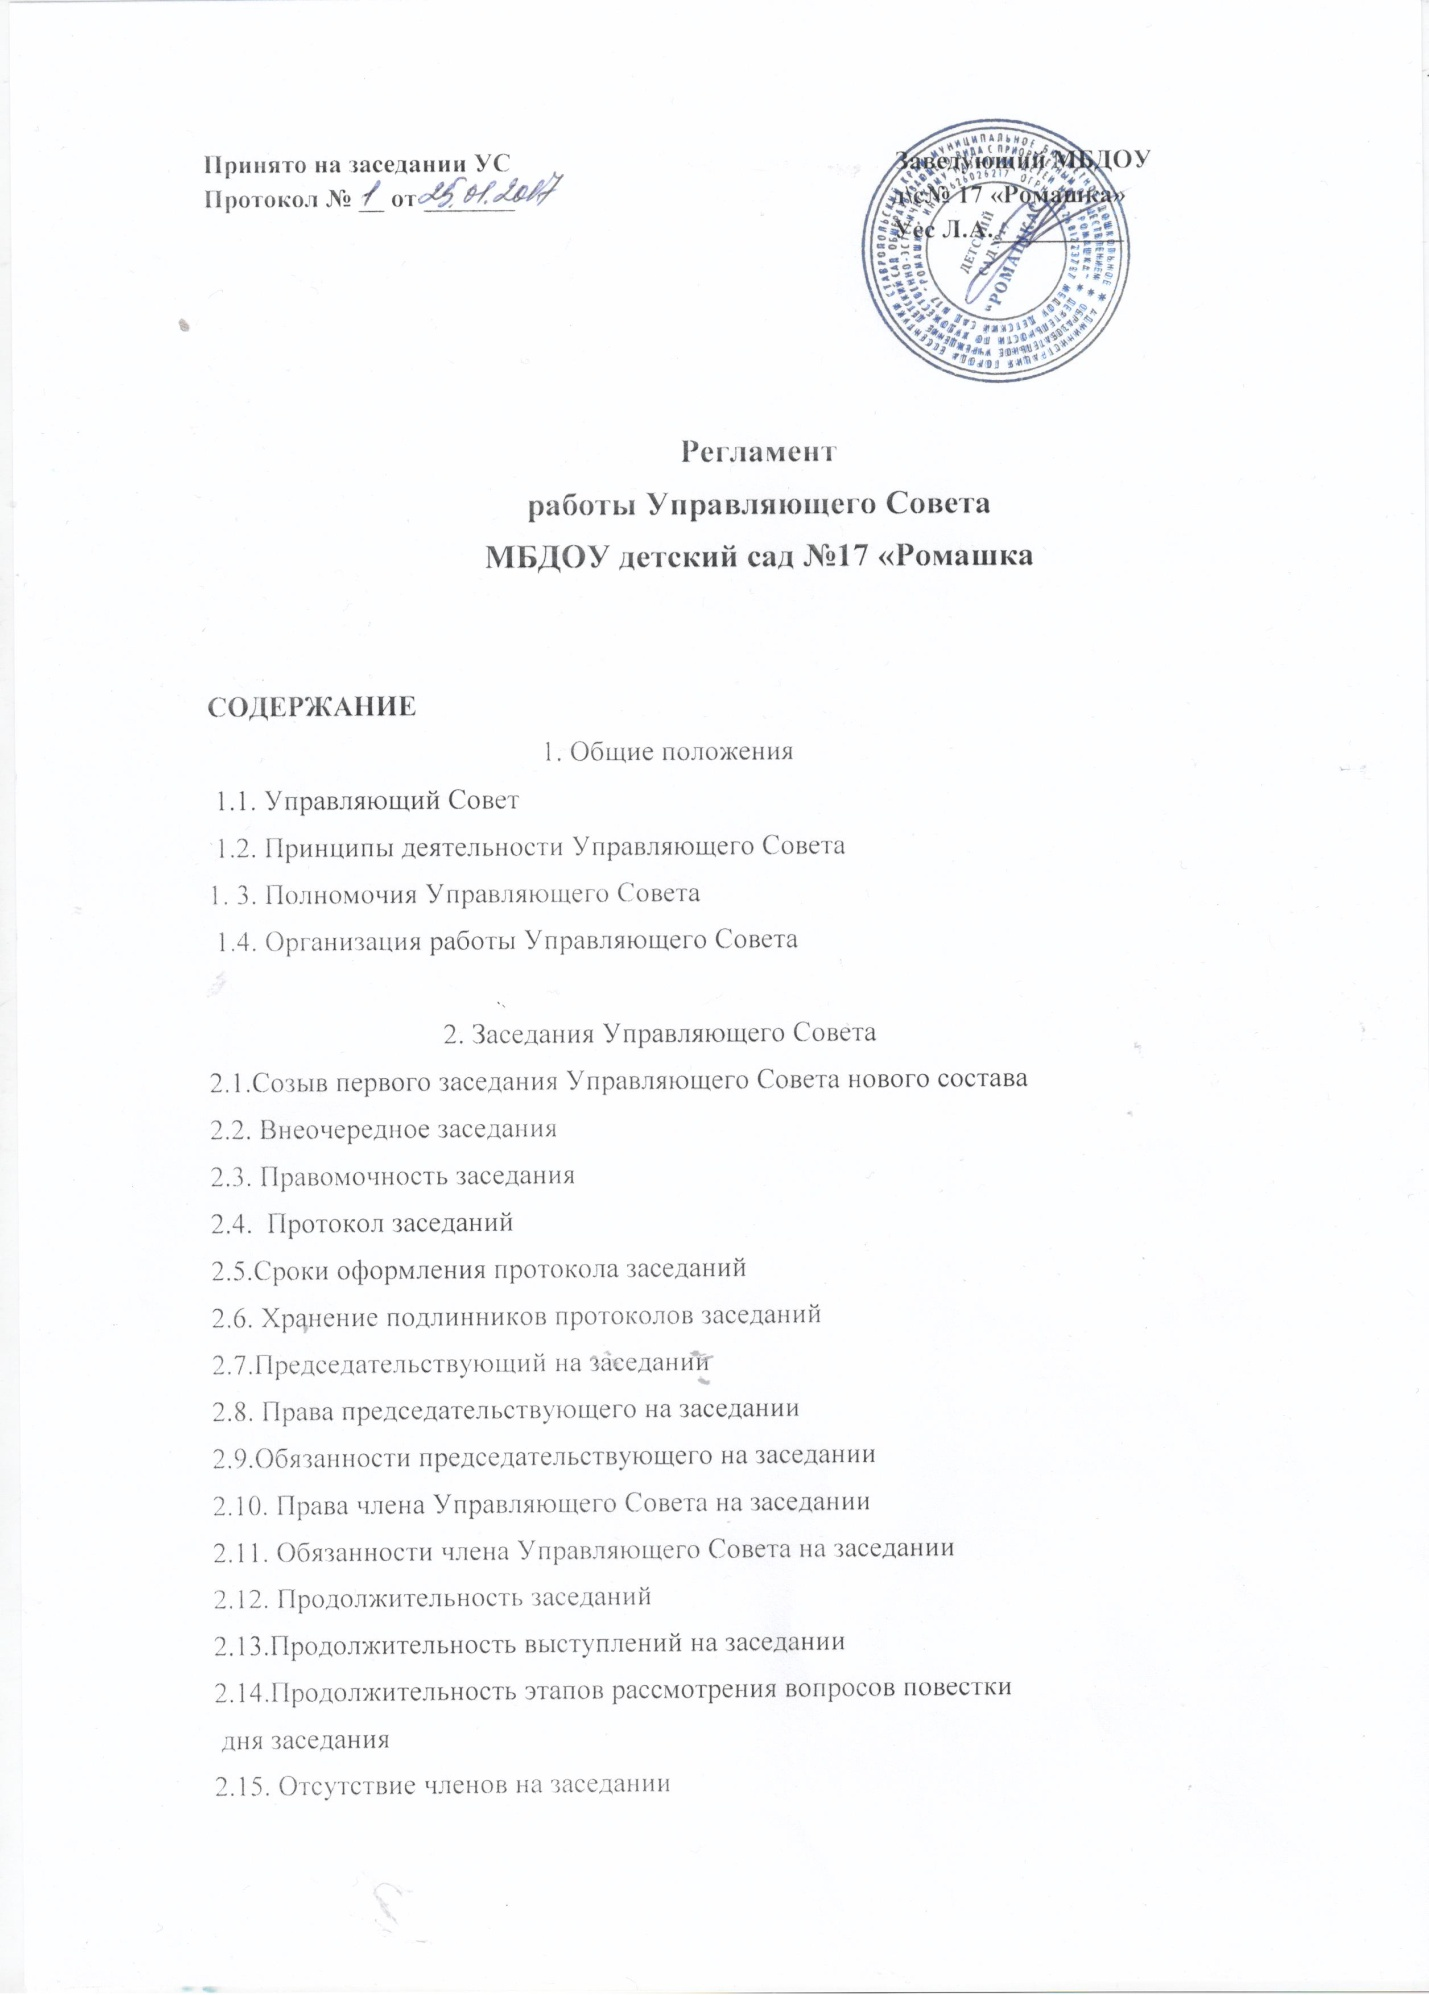 Принято на заседании УС
Протокол № 1 от 25.01.2017
Заведующий МБДОУ
д/с№ 17 «Ромашка»
Уес Л.А.
ДЕТСКИЙ
САД №17
"РОМАШКА"
Регламент
работы Управляющего Совета
МБДОУ детский сад №17 «Ромашка
СОДЕРЖАНИЕ
1. Общие положения
1.1. Управляющий Совет
1.2. Принципы деятельности Управляющего Совета
1. 3. Полномочия Управляющего Совета
1.4. Организация работы Управляющего Совета
2. Заседания Управляющего Совета
2.1.Созыв первого заседания Управляющего Совета нового состава
2.2. Внеочередное заседания
2.3. Правомочность заседания
2.4.  Протокол заседаний
2.5.Сроки оформления протокола заседаний
2.6. Хранение подлинников протоколов заседаний
2.7.Председательствующий на заседаний
2.8. Права председательствующего на заседании
2.9.Обязанности председательствующего на заседании
2.10. Права члена Управляющего Совета на заседании
2.11. Обязанности члена Управляющего Совета на заседании
2.12. Продолжительность заседаний
2.13.Продолжительность выступлений на заседании
2.14.Продолжительность этапов рассмотрения вопросов повестки
дня заседания
2.15. Отсутствие членов на заседании